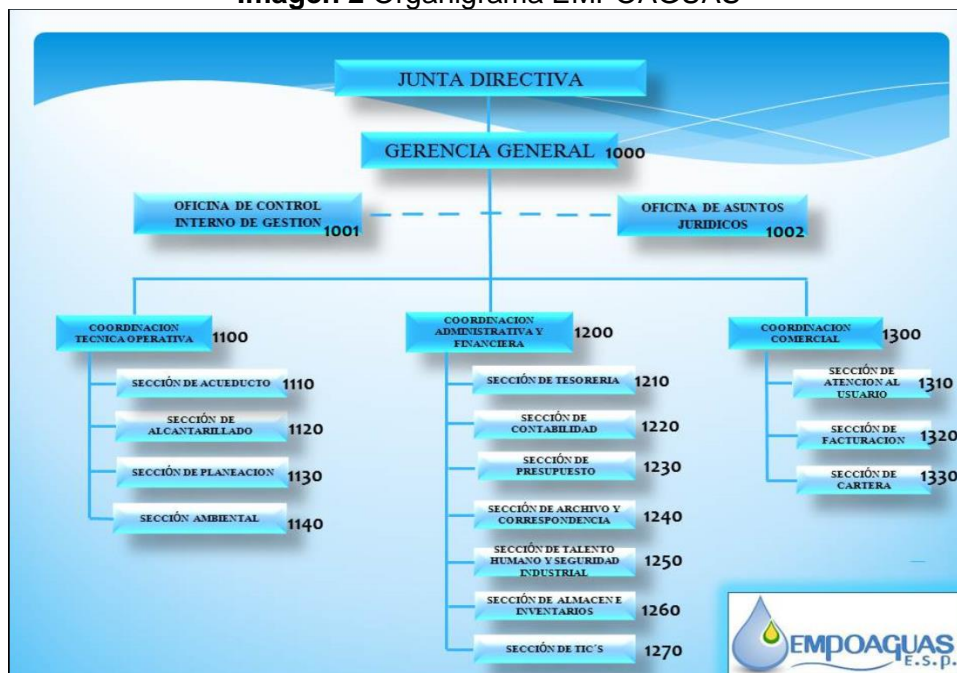 Imagen 2 Organigrama EMPOAGUAS
JUNTA DIRECTIVA
GERENCIA GENERAL 1000
OFICINA DE CONTROL
INTERNO DE GESTION
1001
OFICINA DE ASUNTOS
JURIDICOS
1002
COORDINACION
TECNICA OPERATIVA
1100
SECCIÓN DE ACUEDUCTO 1110
SECCIÓN DE
ALCANTARILLADO
1120
SECCIÓN DE PLANEACION 1130
SECCIÓN AMBIENTAL 1140
COORDINACION
ADMINISTRATIVA Y
FINANCIERA
1200
SECCIÓN DE TESORERIA 1210
SECCIÓN DE
CONTABILIDAD
1220
SECCIÓN DE
PRESUPUESTO
1230
SECCIÓN DE ARCHIVO Y
CORRESPONDENCIA
1240
SECCIÓN DE TALENTO
HUMANO Y SEGURIDAD
INDUSTRIAL
1250
SECCIÓN DE ALMACEN E
INVENTARIOS
1260
SECCIÓN DE TIC´S 1270
COORDINACION
COMERCIAL
1300
SECCIÓN DE
ATENCION AL
USUARIO
1310
SECCIÓN DE
FACTURACION
1320
SECCIÓN DE
CARTERA
1330
EMPOAGUAS
E.s.p.